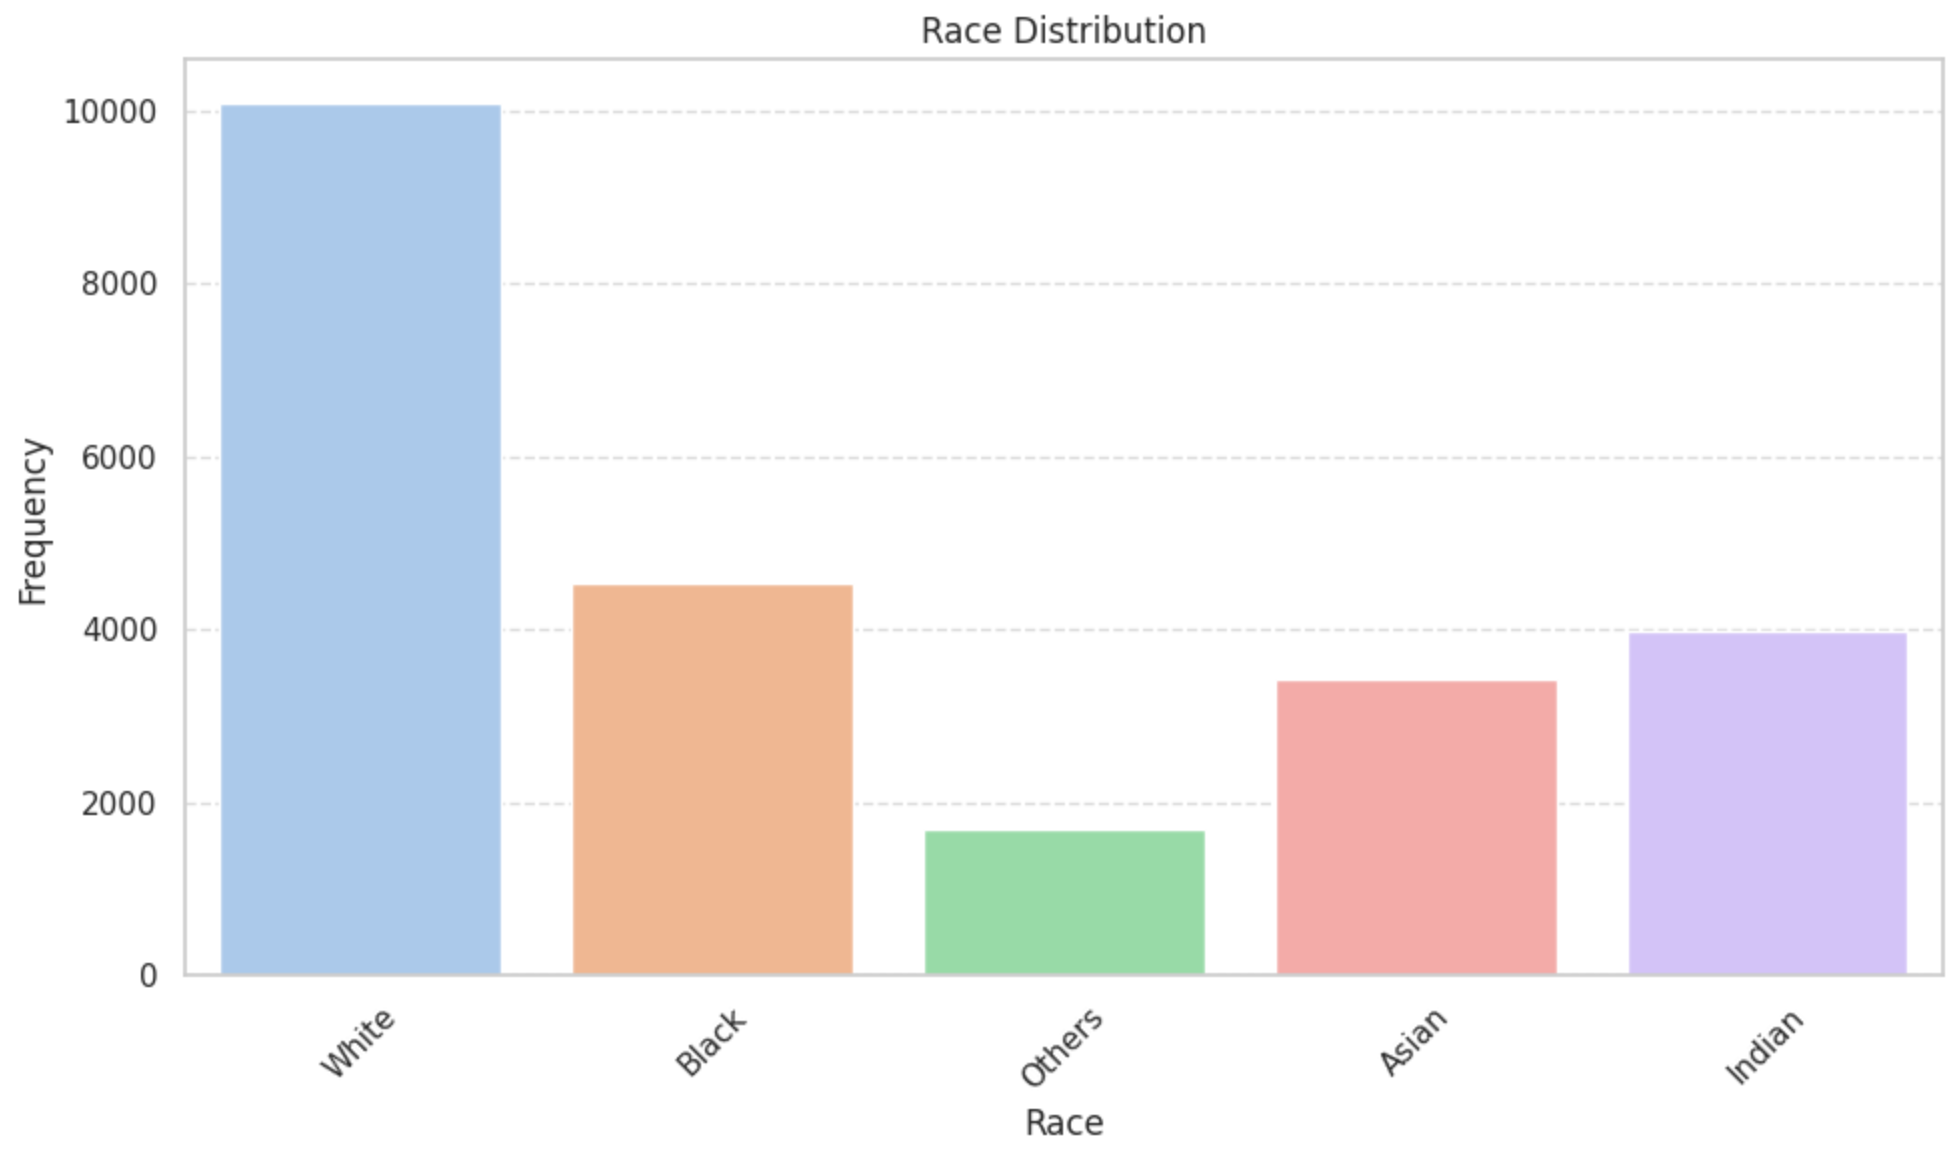 Race Distribution
10000
8000
6000
4000
2000
0
Frequency
White
Black
Others
Asian
Indian
Race